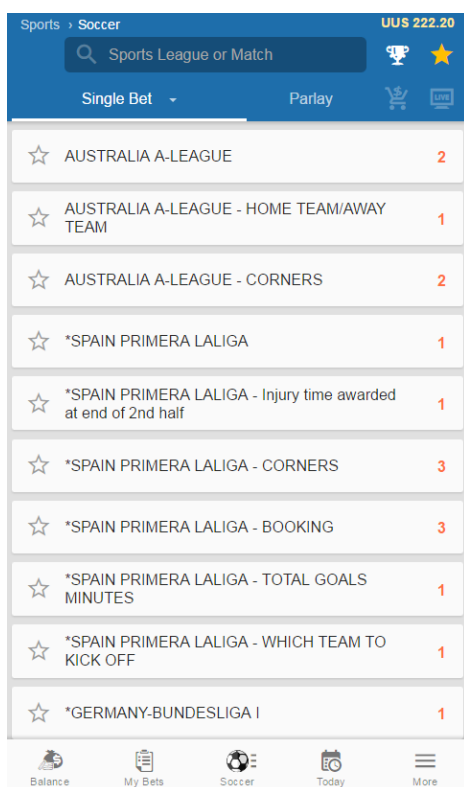 Sports › Soccer
UUS 222.20
Sports League or Match
Single Bet
Parlay
LIVE
AUSTRALIA A-LEAGUE
2
AUSTRALIA A-LEAGUE - HOME TEAM/AWAY
TEAM
1
AUSTRALIA A-LEAGUE - CORNERS
2
*SPAIN PRIMERA LALIGA
1
*SPAIN PRIMERA LALIGA - Injury time awarded
at end of 2nd half
1
*SPAIN PRIMERA LALIGA - CORNERS
3
*SPAIN PRIMERA LALIGA - BOOKING
3
*SPAIN PRIMERA LALIGA - TOTAL GOALS
MINUTES
1
*SPAIN PRIMERA LALIGA - WHICH TEAM TO
KICK OFF
1
*GERMANY-BUNDESLIGA I
1
Balance
My Bets
Soccer
Today
More